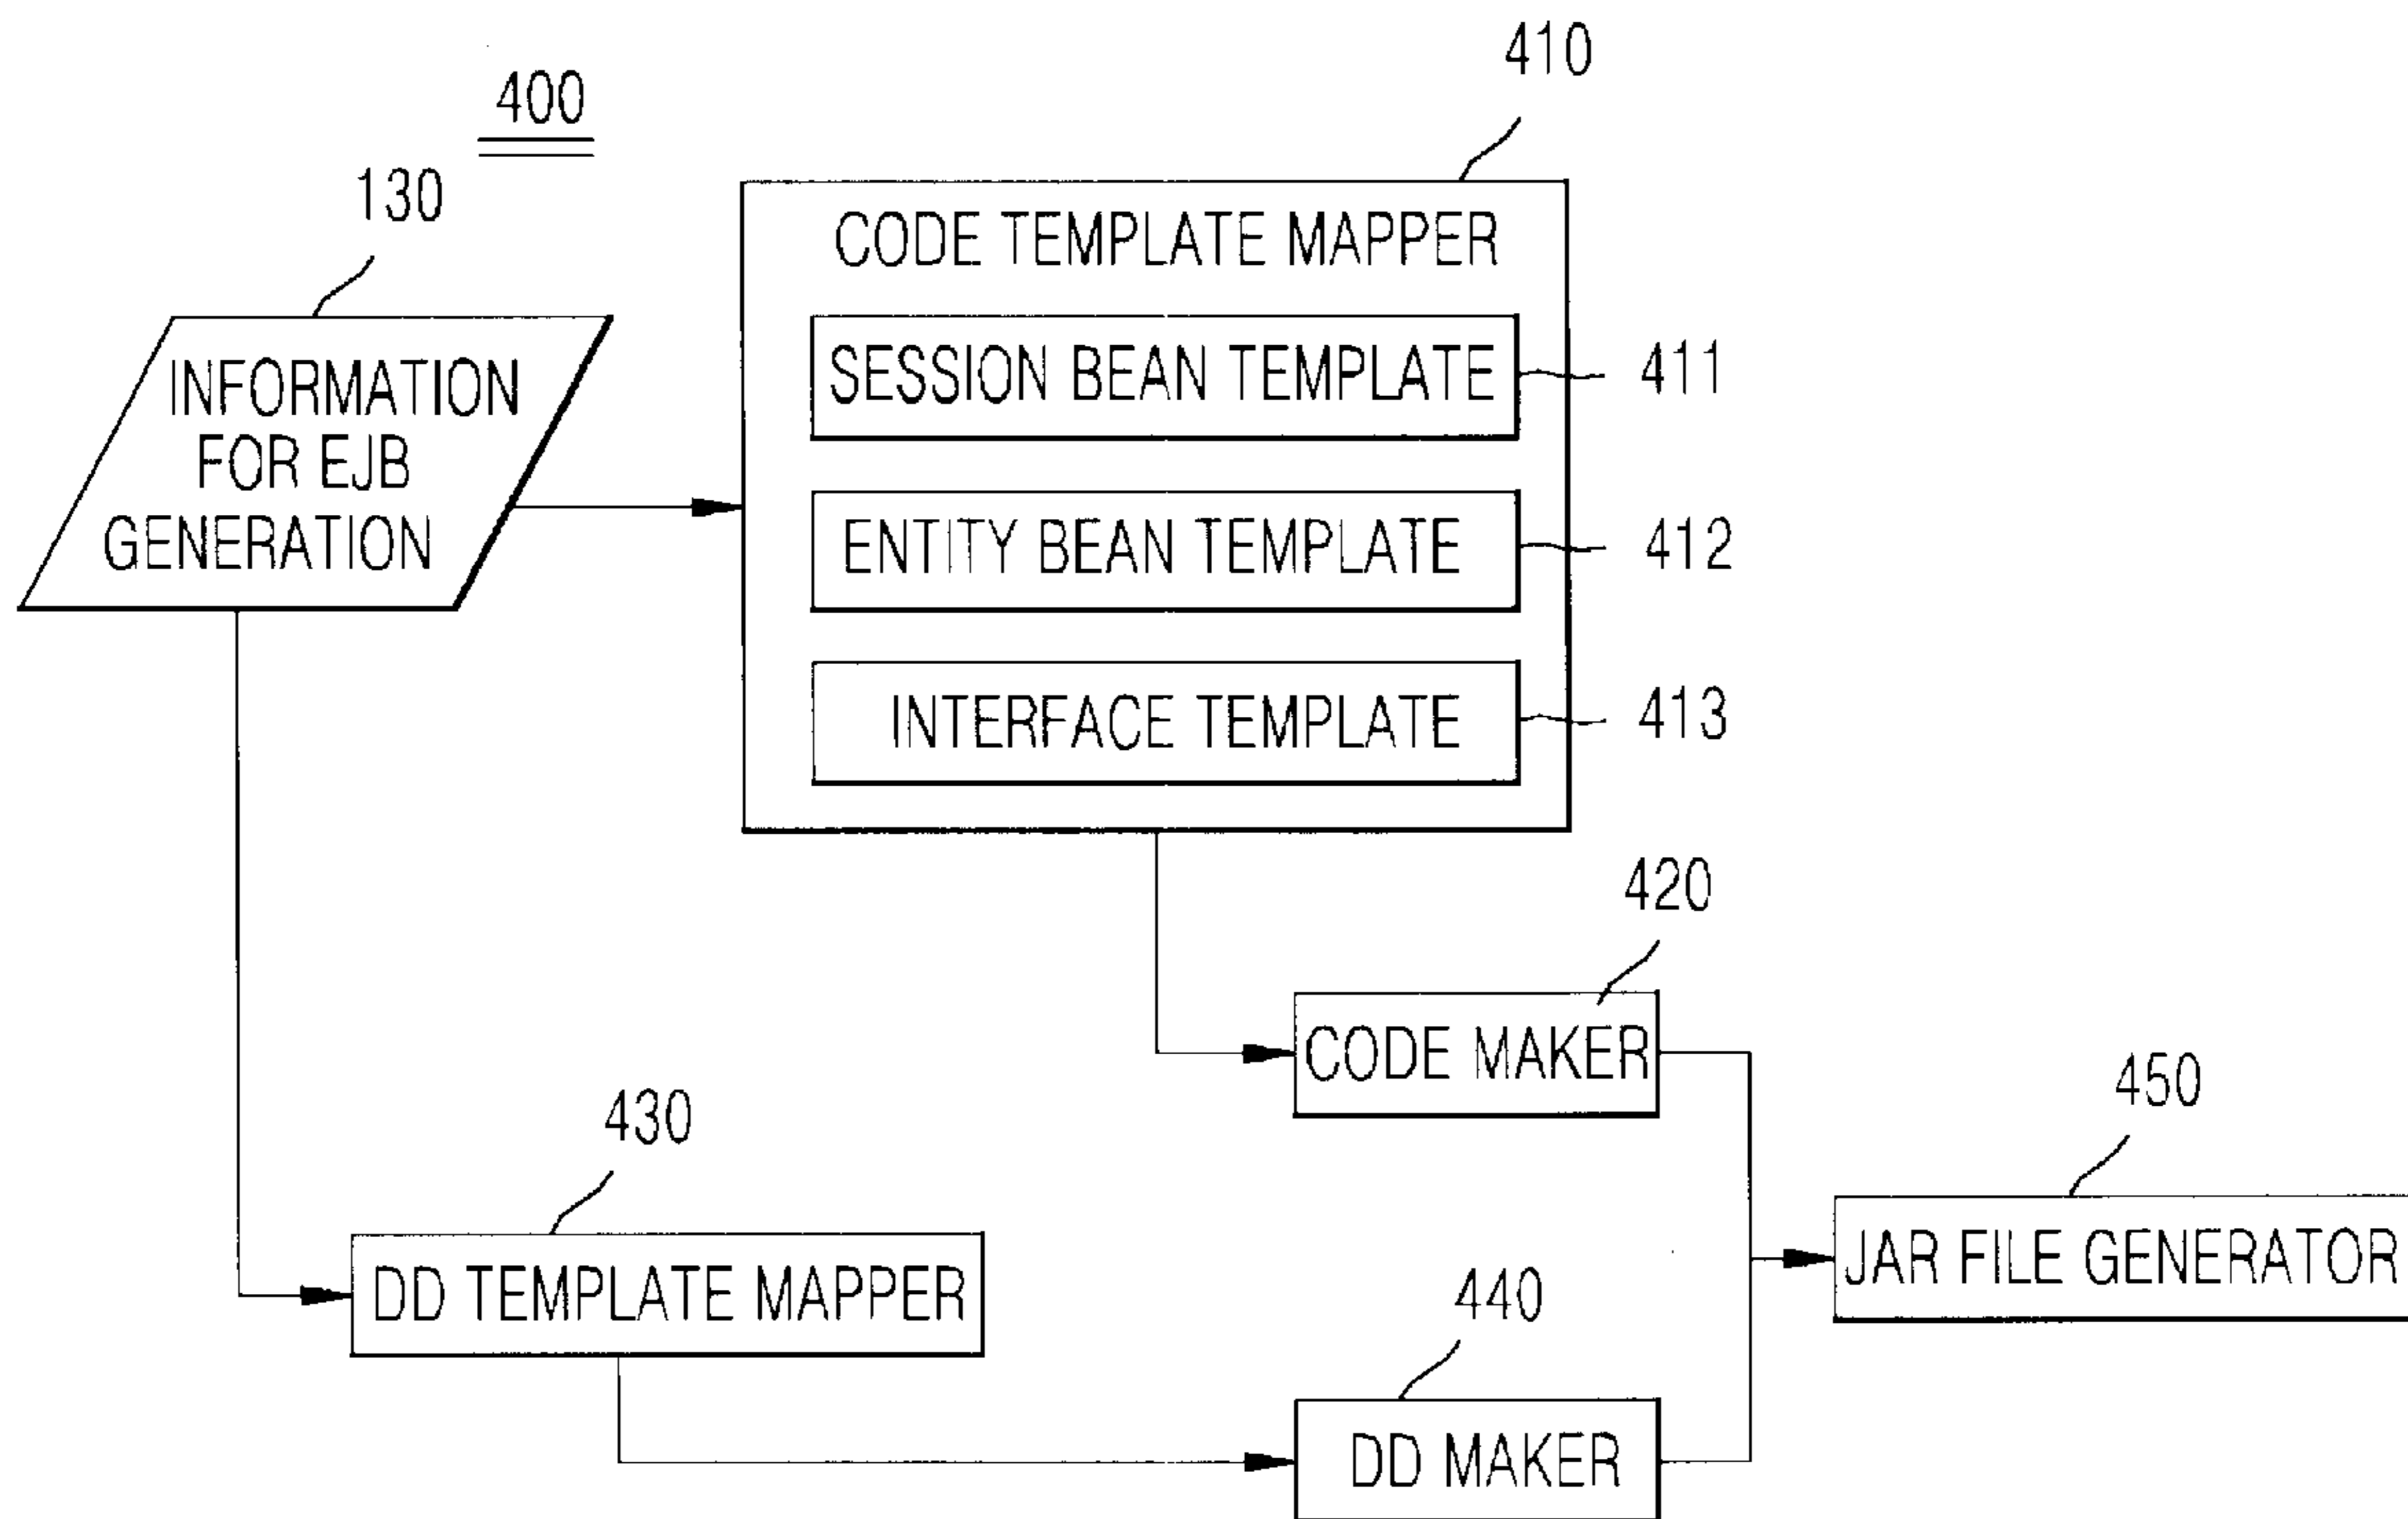 410
400
130
CODE TEMPLATE MAPPER
INFORMATION
FOR EJB
GENERATION
SESSION BEAN TEMPLATE
411
ENTITY BEAN TEMPLATE
412
INTERFACE TEMPLATE
413
420
CODE MAKER
430
450
DD TEMPLATE MAPPER
JAR FILE GENERATOR
440
DD MAKER